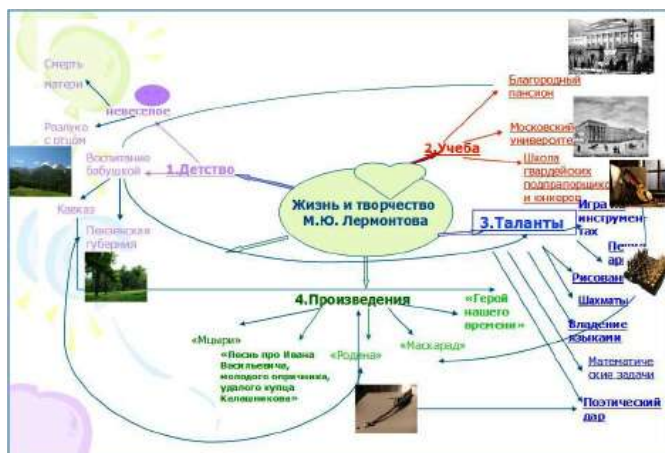 Жизнь и творчество
М.Ю. Лермонтова
1.Детство
невеселое
Смерть
матери
Разлука
с отцом
Воспитание
бабушкой
Кавказ
Пензенская
губерния
2.Учеба
Благородный
пансион
Московский
Школа
гвардейских
подпрапорщиков
и юнкеров
3.Таланты
Игра
инструмен-
тах
Рисование
Шахматы
Владение
языками
Математиче
ские задачи
Поэтический
дар
4.Произведения
«Мцыри»
«Песнь про Ивана
Васильевича,
молодого опричника,
удалого купца
Калашникова»
«Родина»
«Маскарад»
«Герой
нашего
времени»